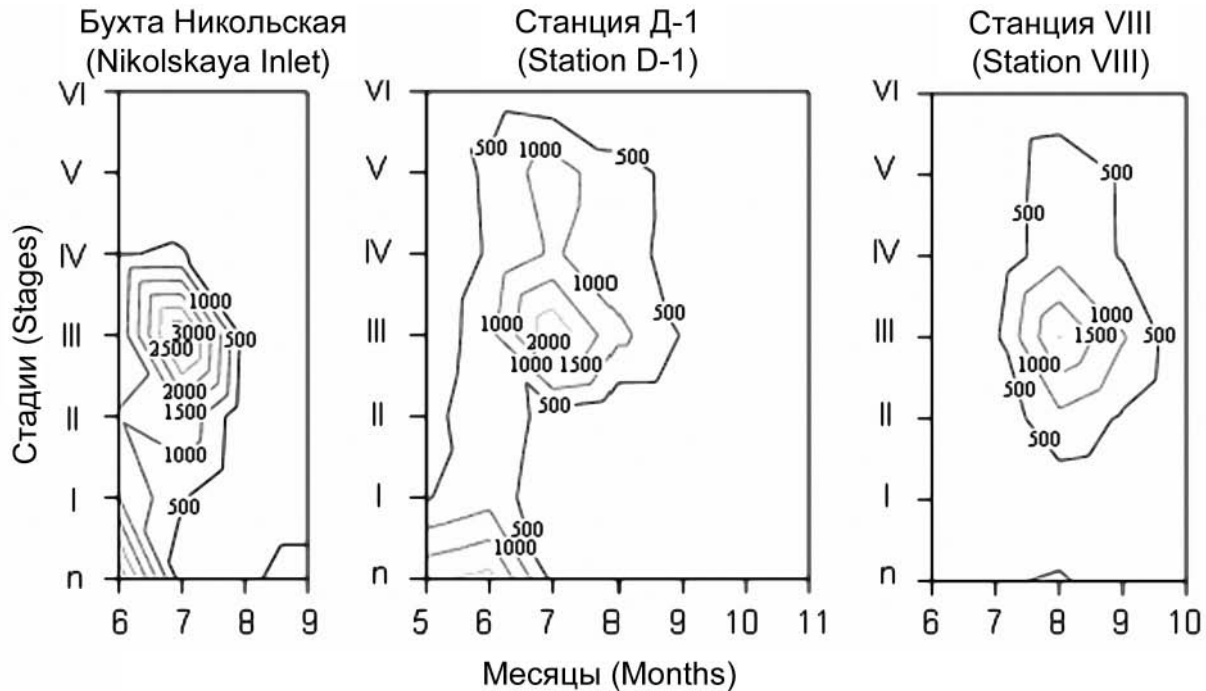 Бухта Никольская
(Nikolskaya Inlet)
Станция Д-1
(Station D-1)
Станция VIII
(Station VIII)
Стадии (Stages)
VI
V
IV
III
II
I
n
1000
3000
500
2500
2000
1500
1000
500
6 7 8 9
VI
V
IV
III
II
I
n
500
1000
500
1000
1000
2000
1000
1500
500
500
500
1000
5 6 7 8 9 10 11
VI
V
IV
III
II
I
n
500
500
1000
1500
500
1000
500
500
6 7 8 9 10
Месяцы (Months)